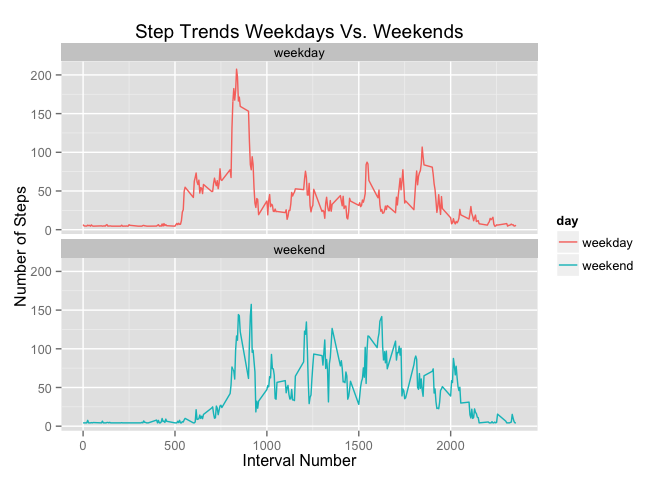 Step Trends Weekdays Vs. Weekends
weekday
200
150
100
50
0
weekend
200
150
100
50
0
Number of Steps
0 500 1000 1500 2000
Interval Number
day
weekday
weekend